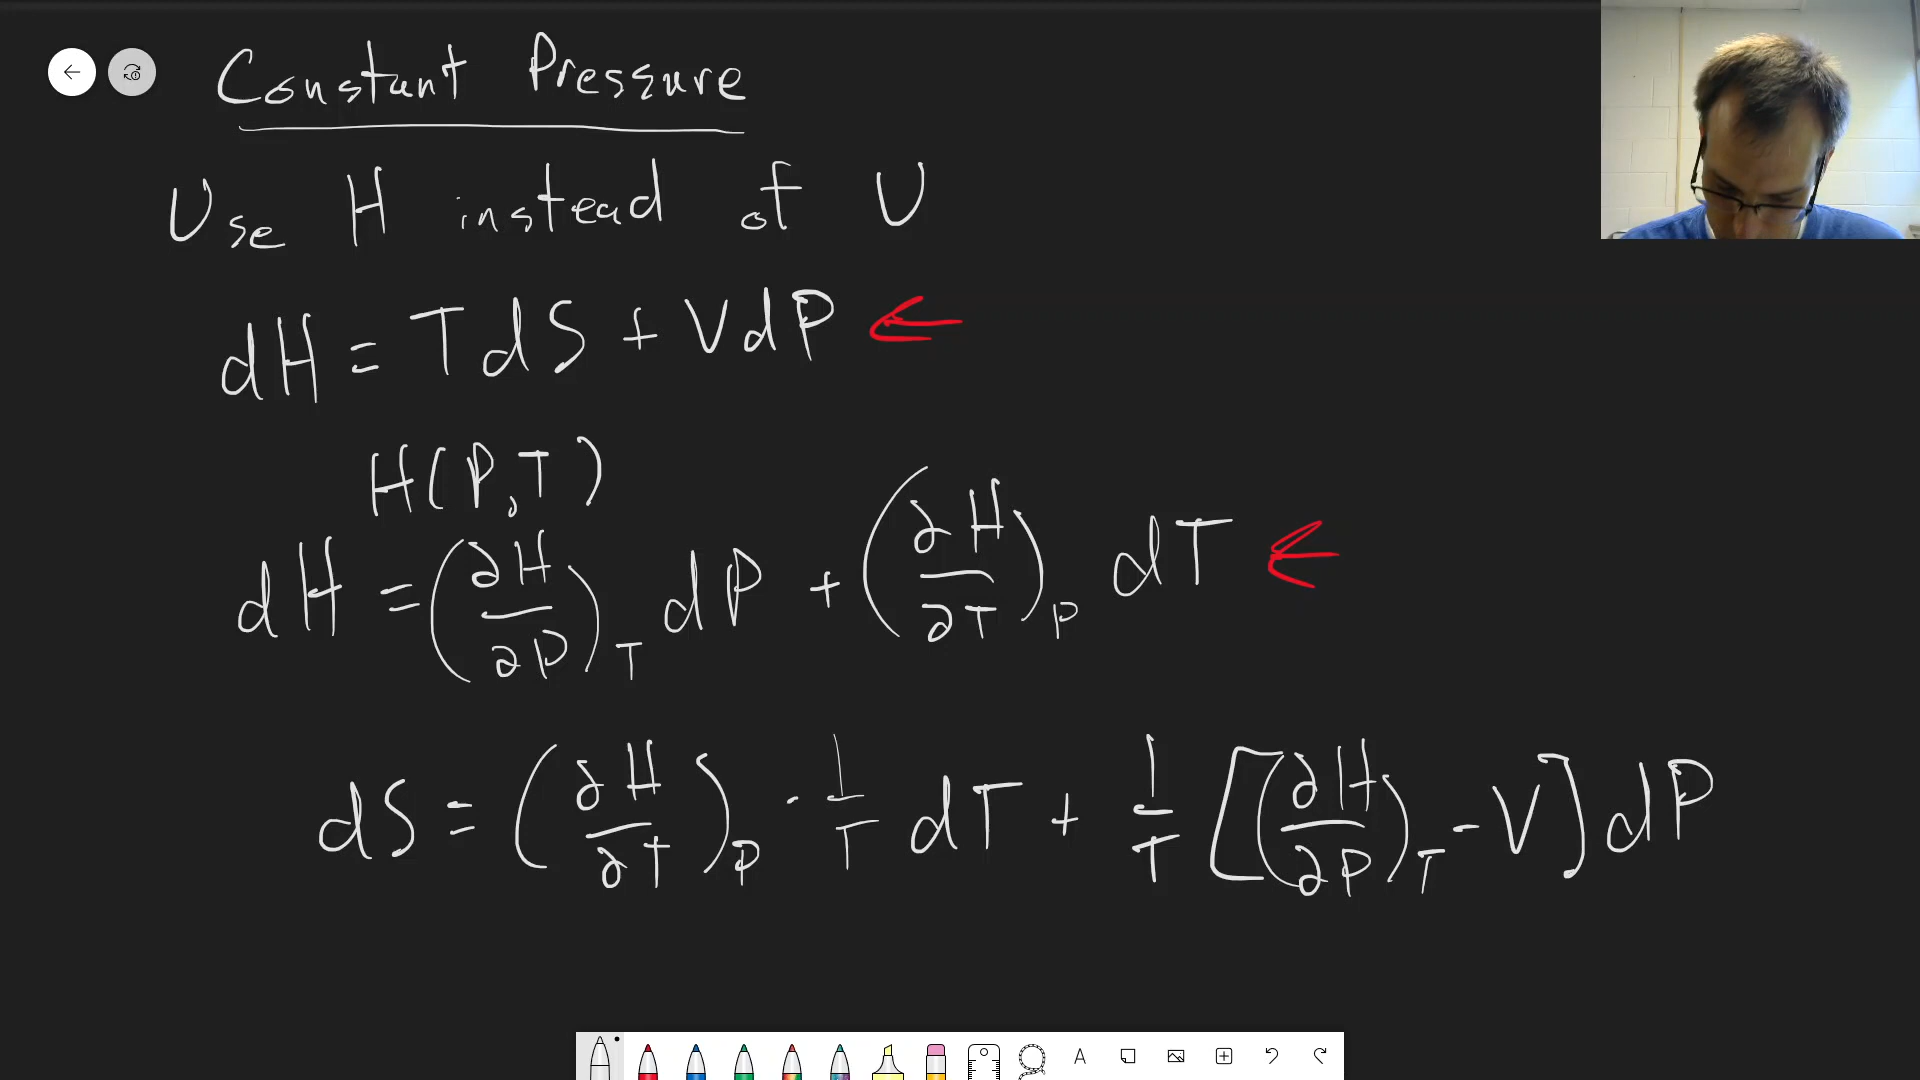 Constant Pressure
Use H instead of U
dH = TdS + VdP
H(P,T)
dH = (∂H/∂P)_T dP + (∂H/∂T)_P dT
dS = (∂H/∂T)_P · 1/T dT + 1/T [(∂H/∂P)_T - V] dP
A